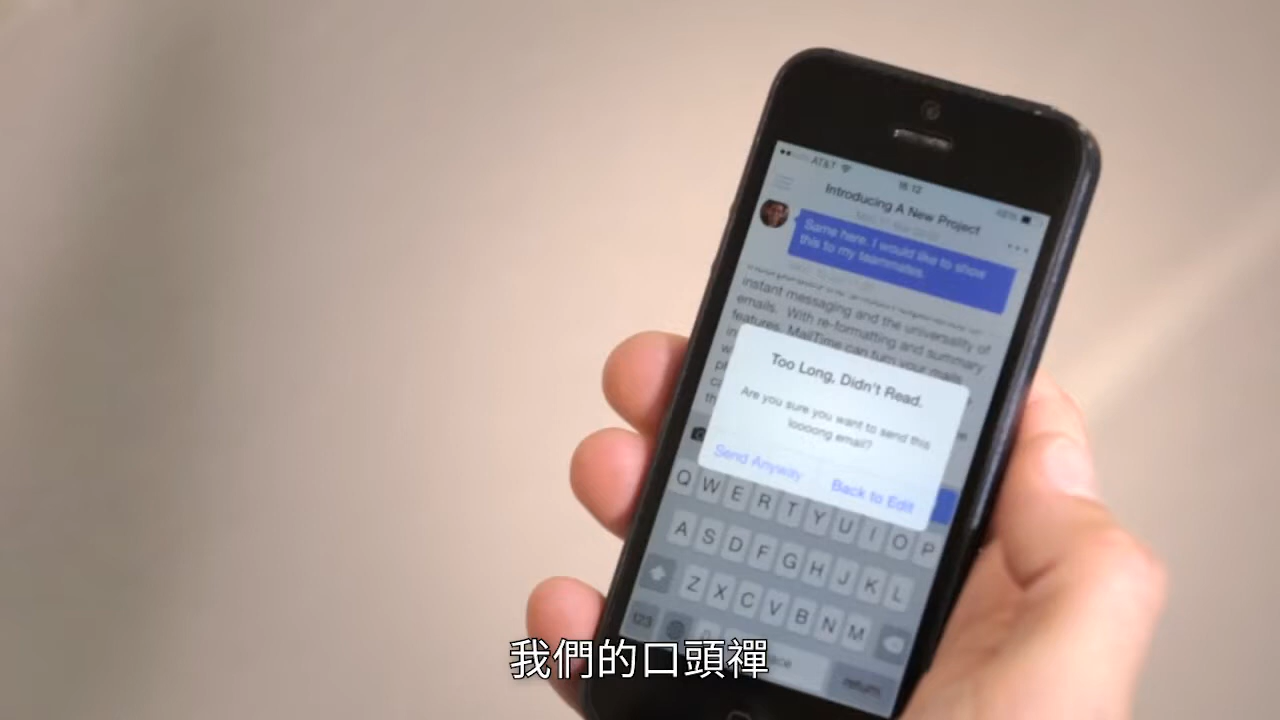 AT&T
16:12
48%
Introducing A New Project
Same here. I would like to show
this to my teammates.
instant messaging and the universality of
emails. With re-formatting and summary
features, MailTime can turn your mails
Too Long, Didn't Read.
Are you sure you want to send this
loooong email?
Send Anyway
Back to Edit
Q W E R T Y U I O P
A S D F G H J K L
Z X C V B N M
123
return
我們的口頭禪